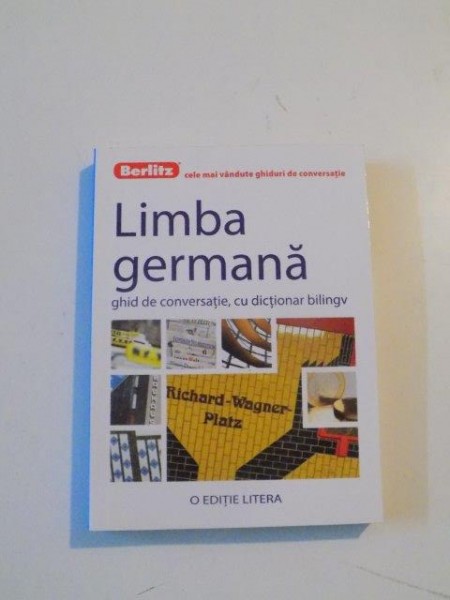 Berlitz® cele mai vândute ghiduri de conversație
Limba
germană
ghid de conversație, cu dicționar bilingv
Richard-Wagner-
Platz
O EDIȚIE LITERA